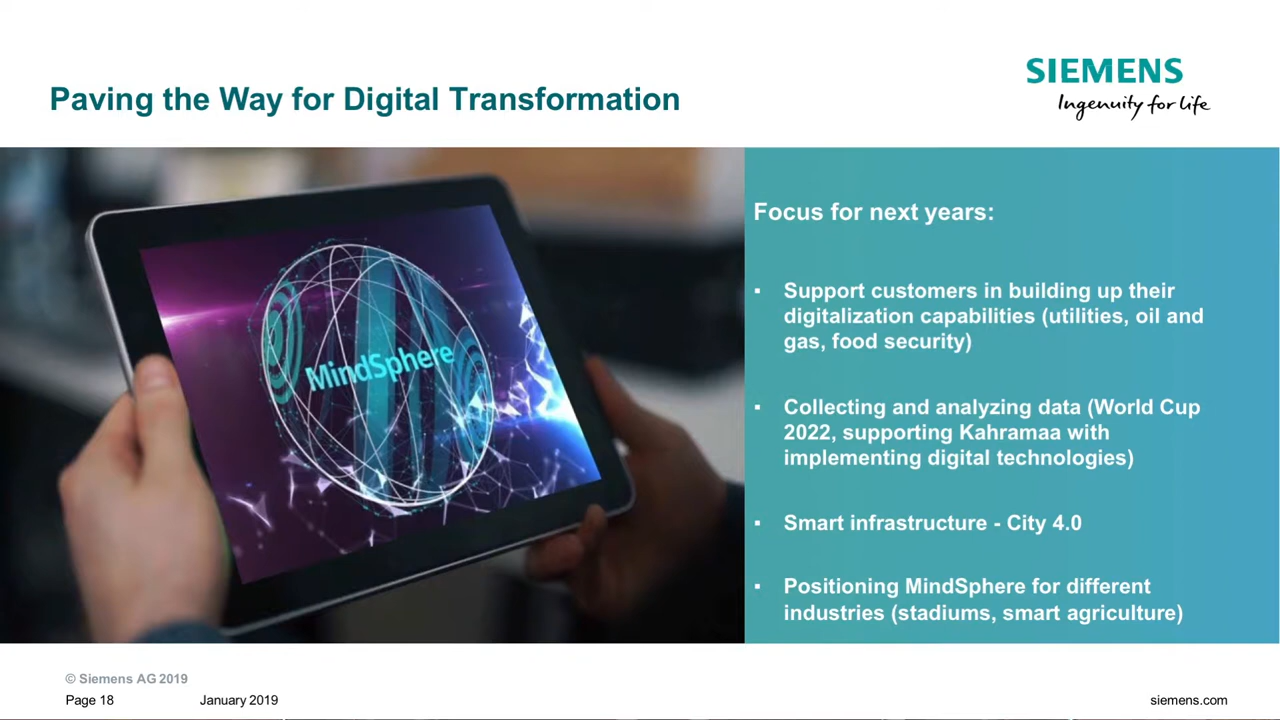 Paving the Way for Digital Transformation
SIEMENS
Ingenuity for life
MindSphere
Focus for next years:
▪ Support customers in building up their
digitalization capabilities (utilities, oil and
gas, food security)
▪ Collecting and analyzing data (World Cup
2022, supporting Kahramaa with
implementing digital technologies)
▪ Smart infrastructure - City 4.0
▪ Positioning MindSphere for different
industries (stadiums, smart agriculture)
© Siemens AG 2019
Page 18 January 2019 siemens.com